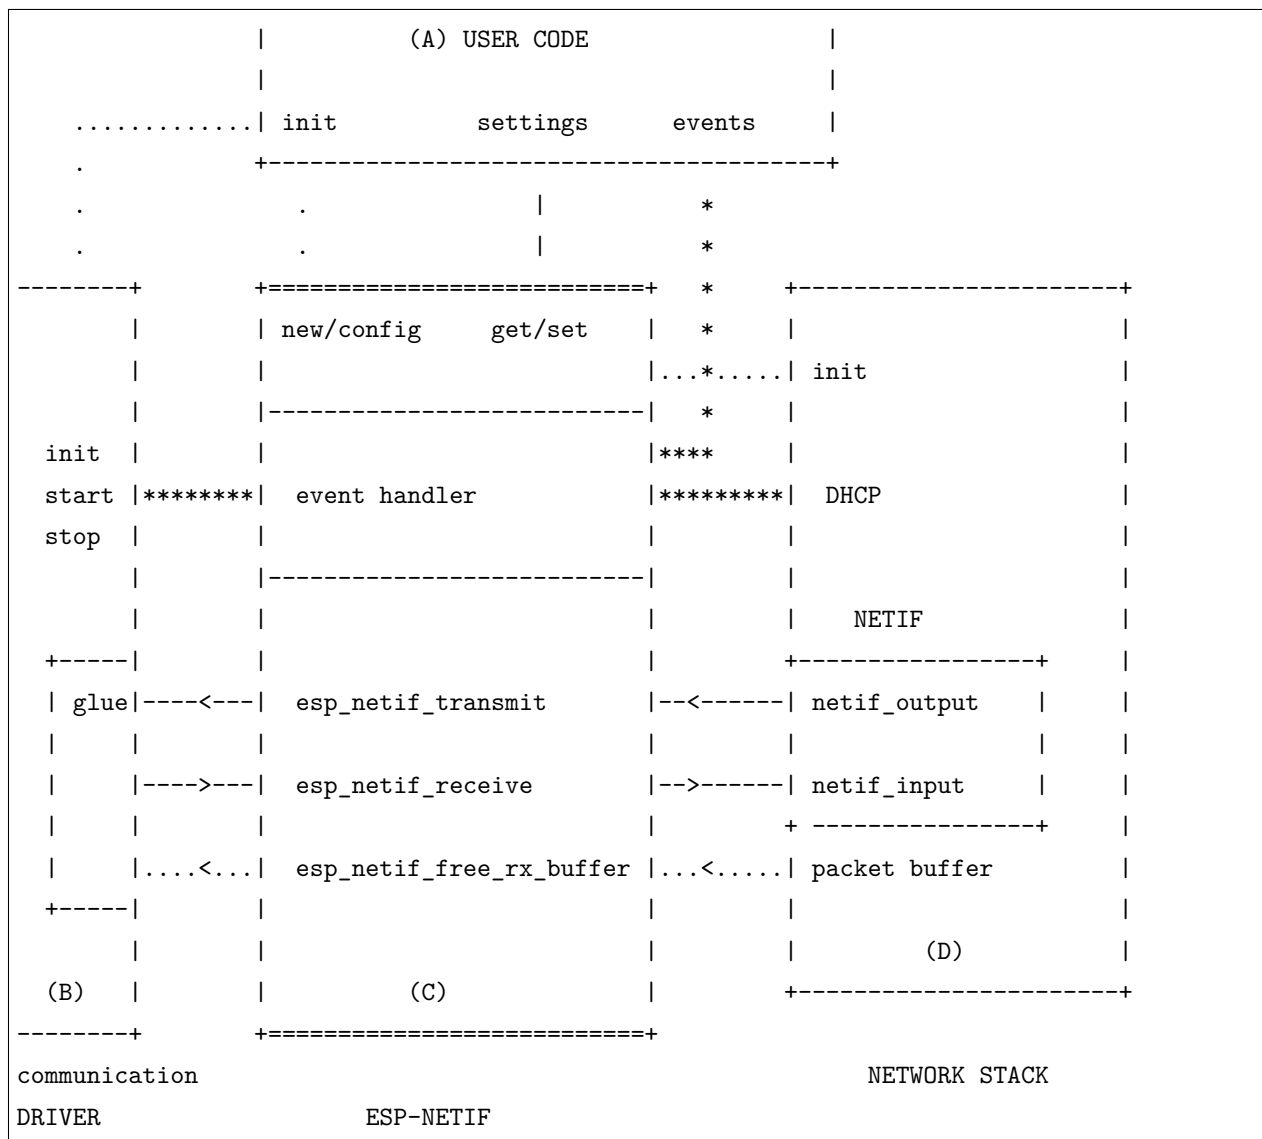 |          (A) USER CODE                 |
|                                        |
.............| init          settings      events     |
.            +---------------------------------------+
.               .                |           *
.               .                |           *
--------+        +===========================+   *     +-----------------------+
|        | new/config     get/set    |   *     |                       |
|        |                           |...*.....| init                  |
|        |---------------------------|   *     |                       |
init  |        |                           |****     |                       |
start |********|  event handler            |*********|  DHCP                 |
stop  |        |                           |         |                       |
|        |---------------------------|         |                       |
|        |                           |         |    NETIF              |
+-----|        |                           |         +-----------------+     |
| glue|----<---|  esp_netif_transmit       |--<------| netif_output    |     |
|     |        |                           |         |                 |     |
|     |---->---|  esp_netif_receive        |-->------| netif_input     |     |
|     |        |                           |         + ----------------+     |
|     |....<...|  esp_netif_free_rx_buffer |...<.....| packet buffer         |
+-----|        |                           |         |                       |
|        |                           |         |         (D)           |
(B)   |        |          (C)              |         +-----------------------+
--------+        +===========================+
communication                                                NETWORK STACK
DRIVER                   ESP-NETIF